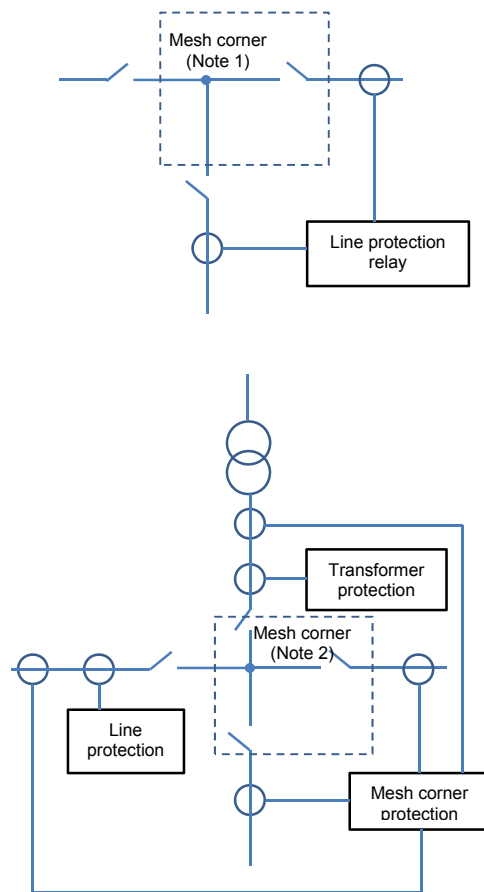 Mesh corner
(Note 1)
Line protection
relay
Transformer
protection
Mesh corner
(Note 2)
Line
protection
Mesh corner
protection